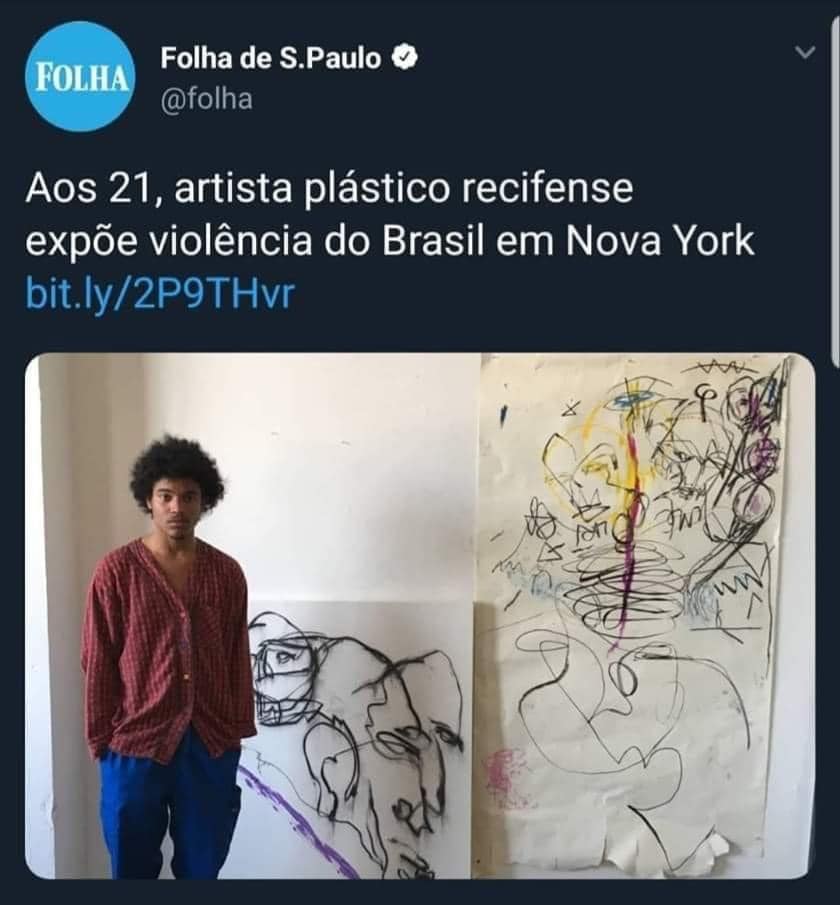 FOLHA
Folha de S.Paulo
@folha
Aos 21, artista plástico recifense
expõe violência do Brasil em Nova York
bit.ly/2P9THvr